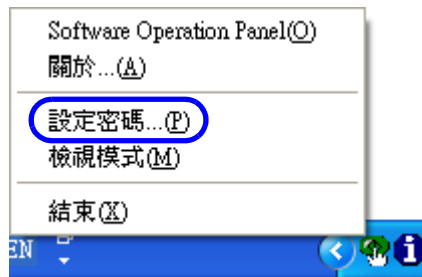 Software Operation Panel(O)
關於...(A)
設定密碼...(P)
檢視模式(M)
結束(X)
EN